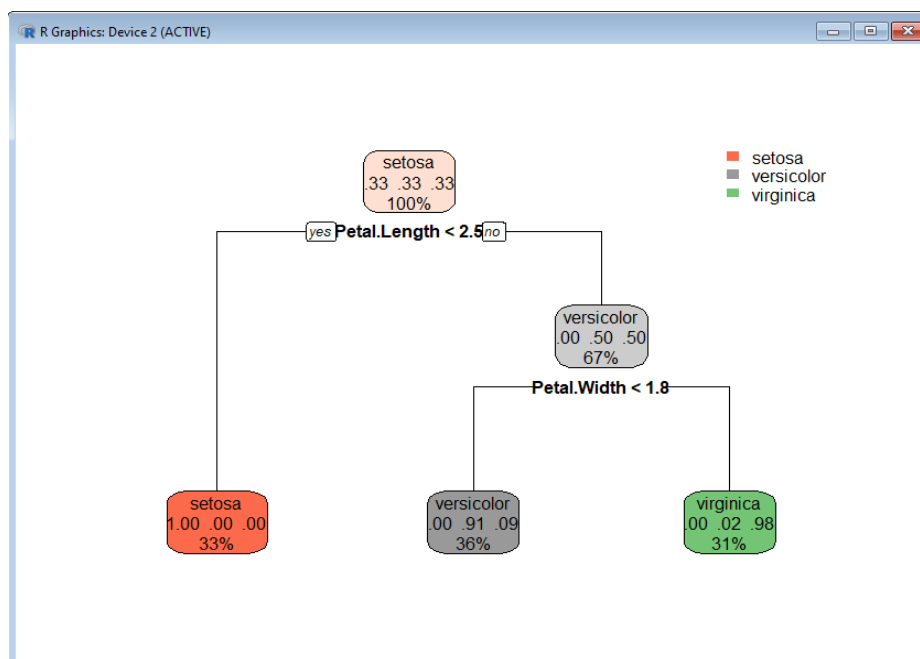 R Graphics: Device 2 (ACTIVE)
setosa
.33 .33 .33
100%
setosa
versicolor
virginica
yes Petal.Length < 2.5 no
versicolor
.00 .50 .50
67%
Petal.Width < 1.8
setosa
1.00 .00 .00
33%
versicolor
.00 .91 .09
36%
virginica
.00 .02 .98
31%